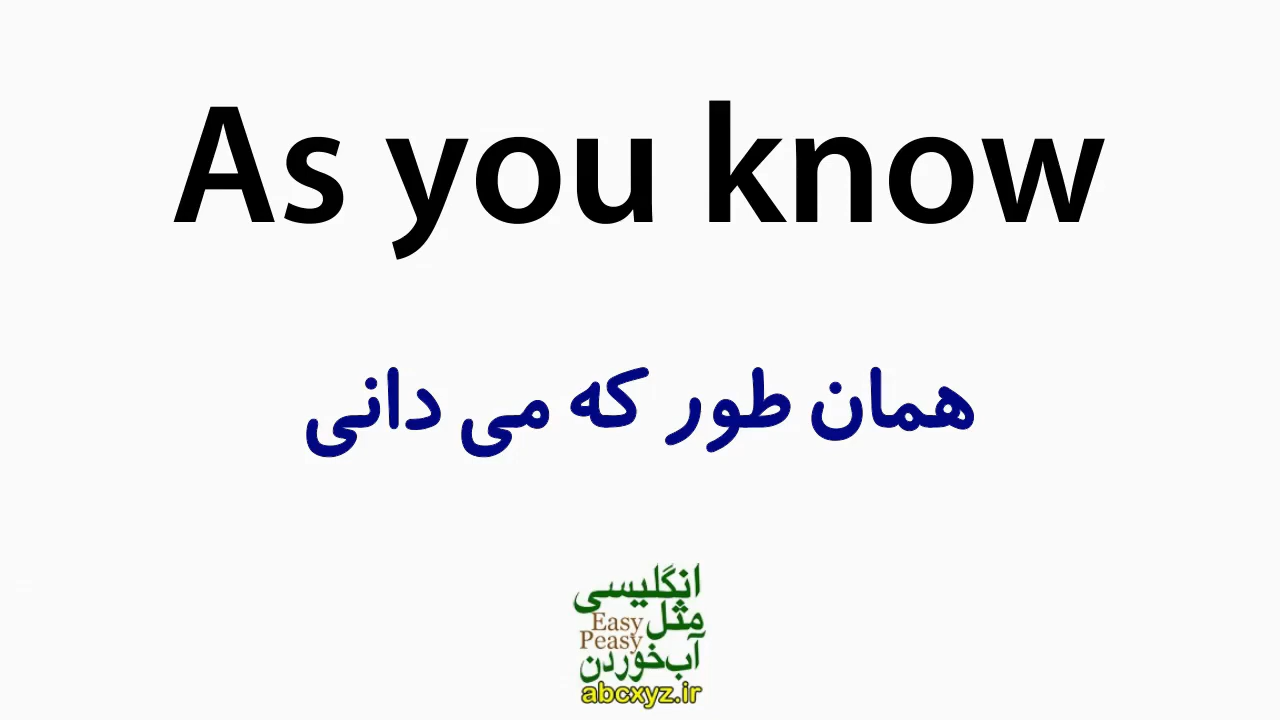 As you know
همان طور که می دانی
انگلیسی
مثل Easy
Peasy
آب‌خوردن
abcxyz.ir